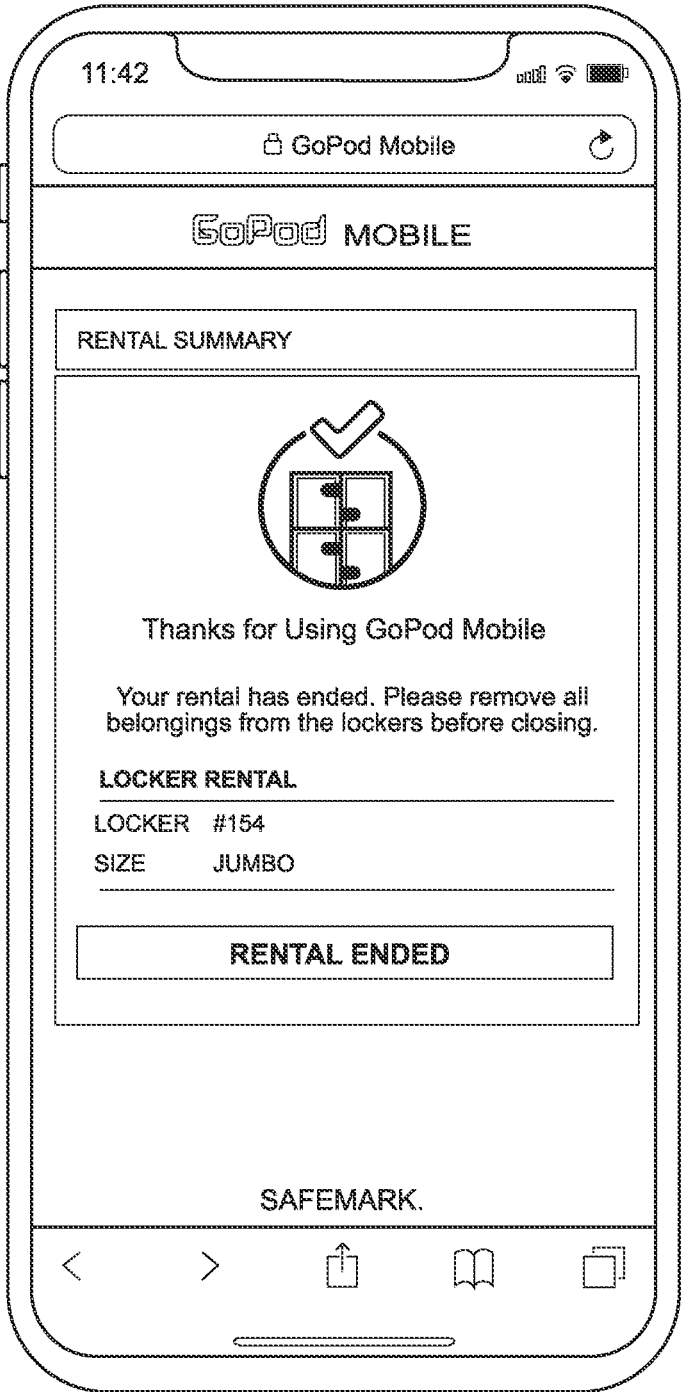 11:42
GoPod Mobile
GoPod MOBILE
RENTAL SUMMARY
Thanks for Using GoPod Mobile
Your rental has ended. Please remove all
belongings from the lockers before closing.
LOCKER RENTAL
LOCKER #154
SIZE JUMBO
RENTAL ENDED
SAFEMARK.